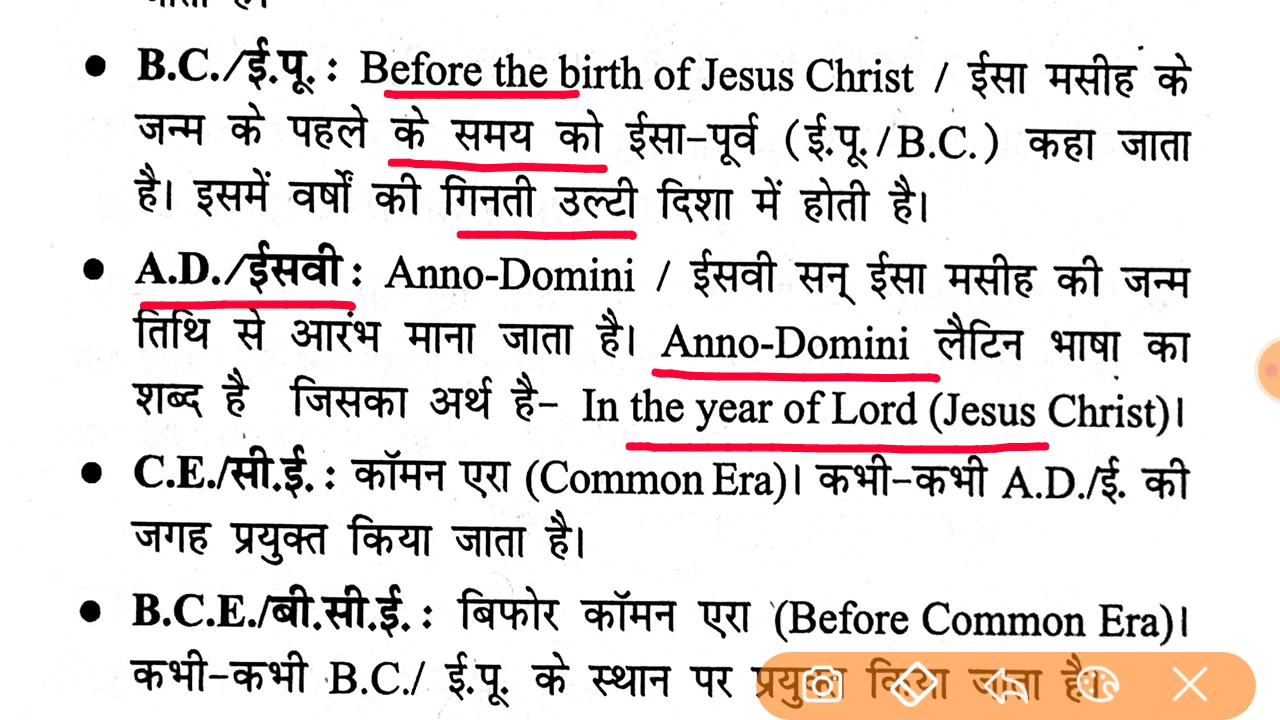 • B.C./ई.पू. : Before the birth of Jesus Christ / ईसा मसीह के
जन्म के पहले के समय को ईसा-पूर्व (ई.पू./B.C.) कहा जाता
है। इसमें वर्षों की गिनती उल्टी दिशा में होती है।
• A.D./ईसवी : Anno-Domini / ईसवी सन् ईसा मसीह की जन्म
तिथि से आरंभ माना जाता है। Anno-Domini लैटिन भाषा का
शब्द है जिसका अर्थ है- In the year of Lord (Jesus Christ)।
• C.E./सी.ई. : कॉमन एरा (Common Era)। कभी-कभी A.D./ई. की
जगह प्रयुक्त किया जाता है।
• B.C.E./बी.सी.ई. : बिफोर कॉमन एरा (Before Common Era)।
कभी-कभी B.C./ ई.पू. के स्थान पर प्रयुक्त किया जाता है।